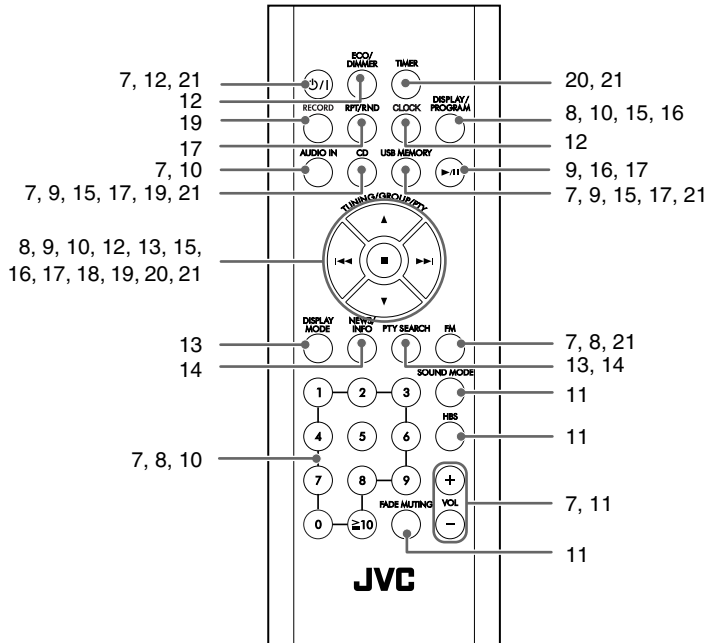 ECO/
DIMMER
TIMER
7, 12, 21
⏻/I
20, 21
12
RECORD
RPT/RND
CLOCK
DISPLAY/
PROGRAM
8, 10, 15, 16
19
12
17
AUDIO IN
CD
USB MEMORY
7, 10
►/II
9, 16, 17
7, 9, 15, 17, 19, 21
7, 9, 15, 17, 21
TUNING/GROUP/PTY
8, 9, 10, 12, 13, 15,
16, 17, 18, 19, 20, 21
DISPLAY
MODE
NEWS/
INFO
PTY SEARCH
FM
13
7, 8, 21
14
13, 14
SOUND MODE
1 2 3
11
HBS
4 5 6
11
7, 8, 10
7 8 9
+
VOL
7, 11
FADE MUTING
0 ≧10
–
11
JVC